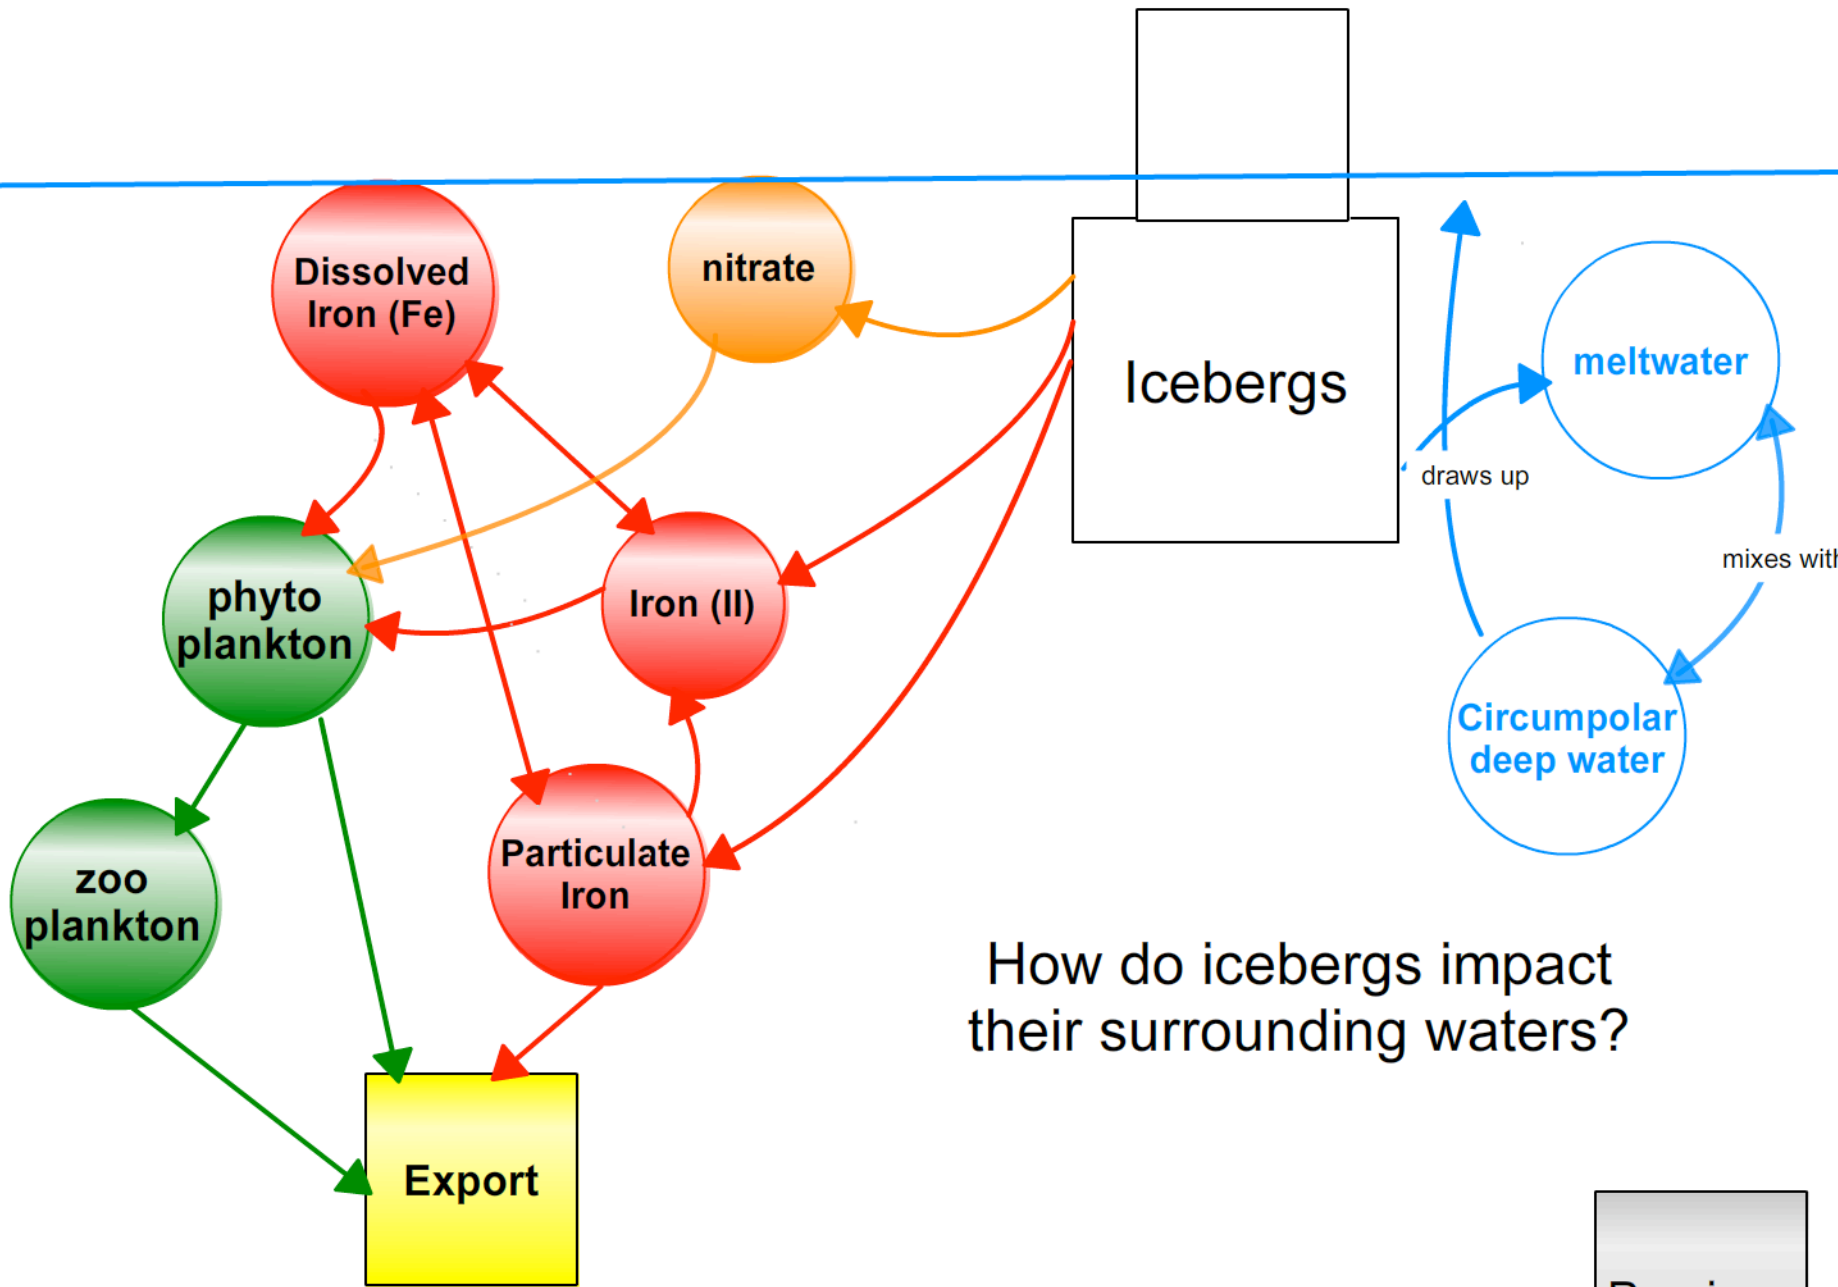 Dissolved
Iron (Fe)
nitrate
Icebergs
meltwater
draws up
mixes with
phyto
plankton
Iron (II)
Circumpolar
deep water
Particulate
Iron
zoo
plankton
How do icebergs impact
their surrounding waters?
Export